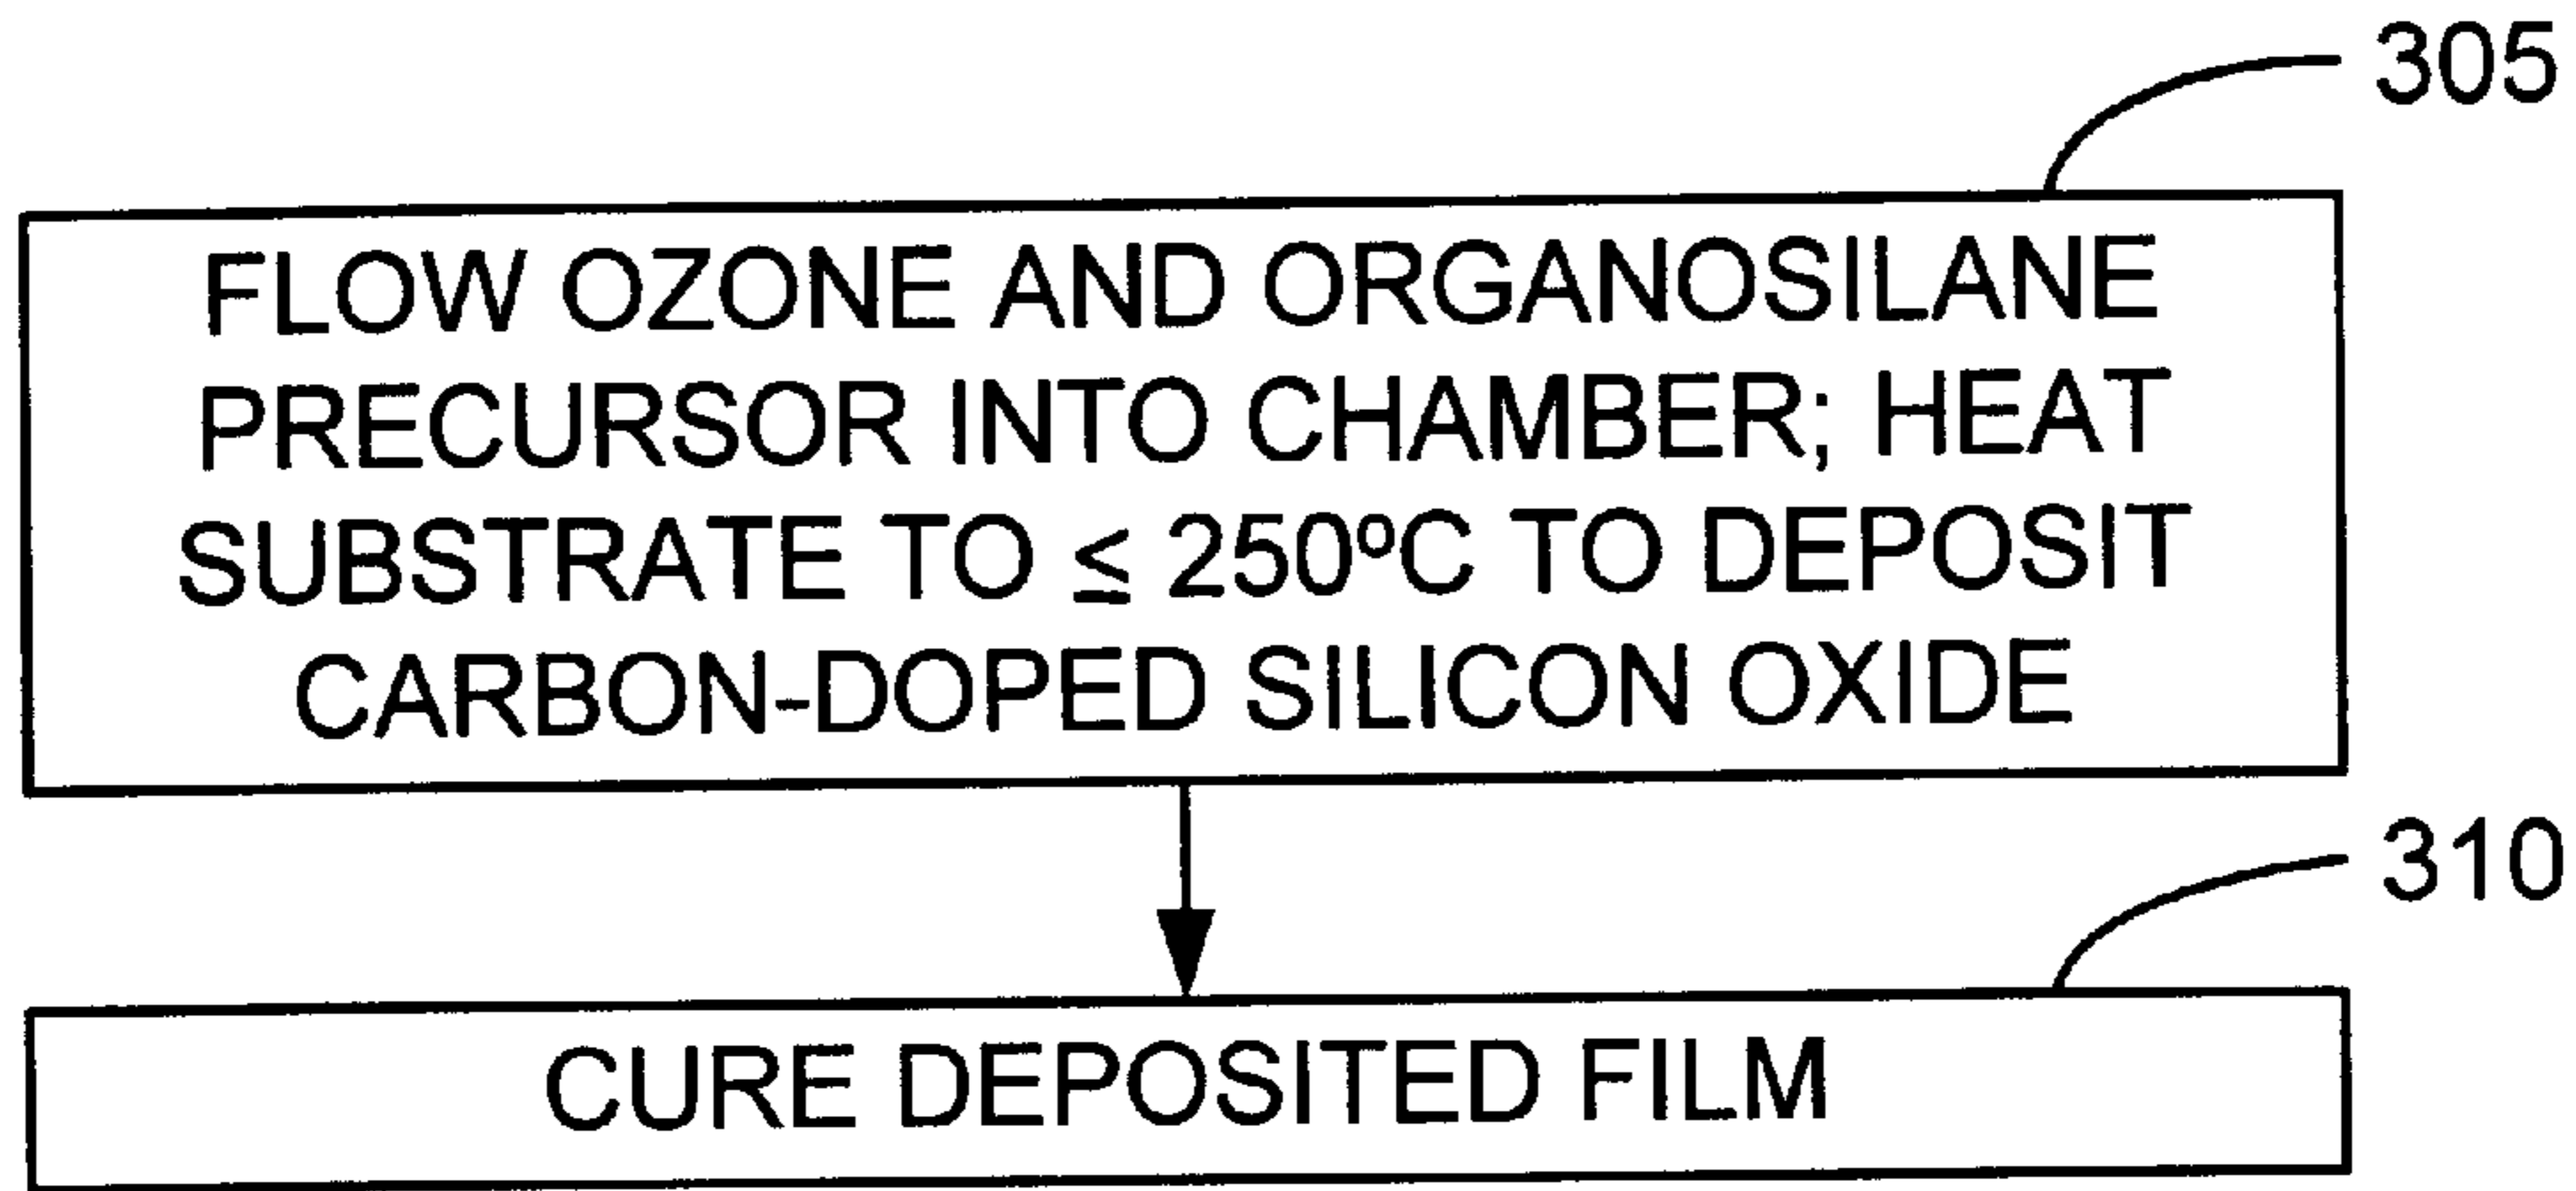 305
FLOW OZONE AND ORGANOSILANE
PRECURSOR INTO CHAMBER; HEAT
SUBSTRATE TO ≤ 250ºC TO DEPOSIT
CARBON-DOPED SILICON OXIDE
310
CURE DEPOSITED FILM